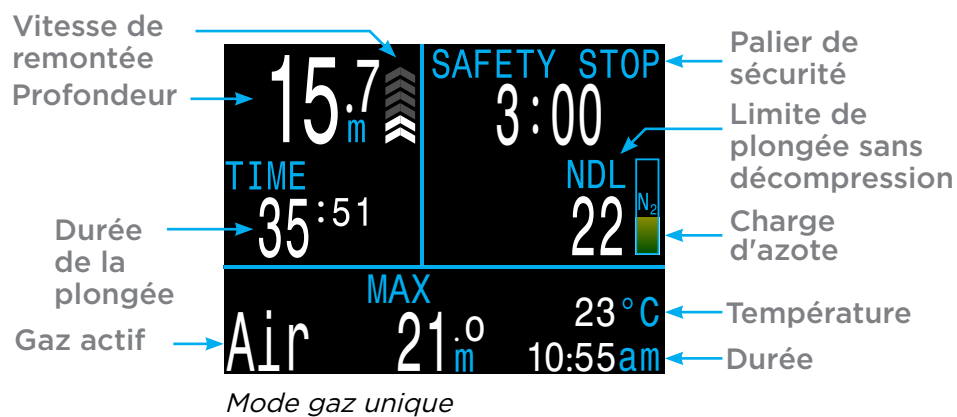 Vitesse de
remontée
Profondeur
15.7
m
TIME
35:51
SAFETY STOP
3:00
NDL
22
N2
MAX
Air
21.0
m
23°C
10:55am
Durée
de la
plongée
Gaz actif
Palier de
sécurité
Limite de
plongée sans
décompression
Charge
d'azote
Température
Durée
Mode gaz unique